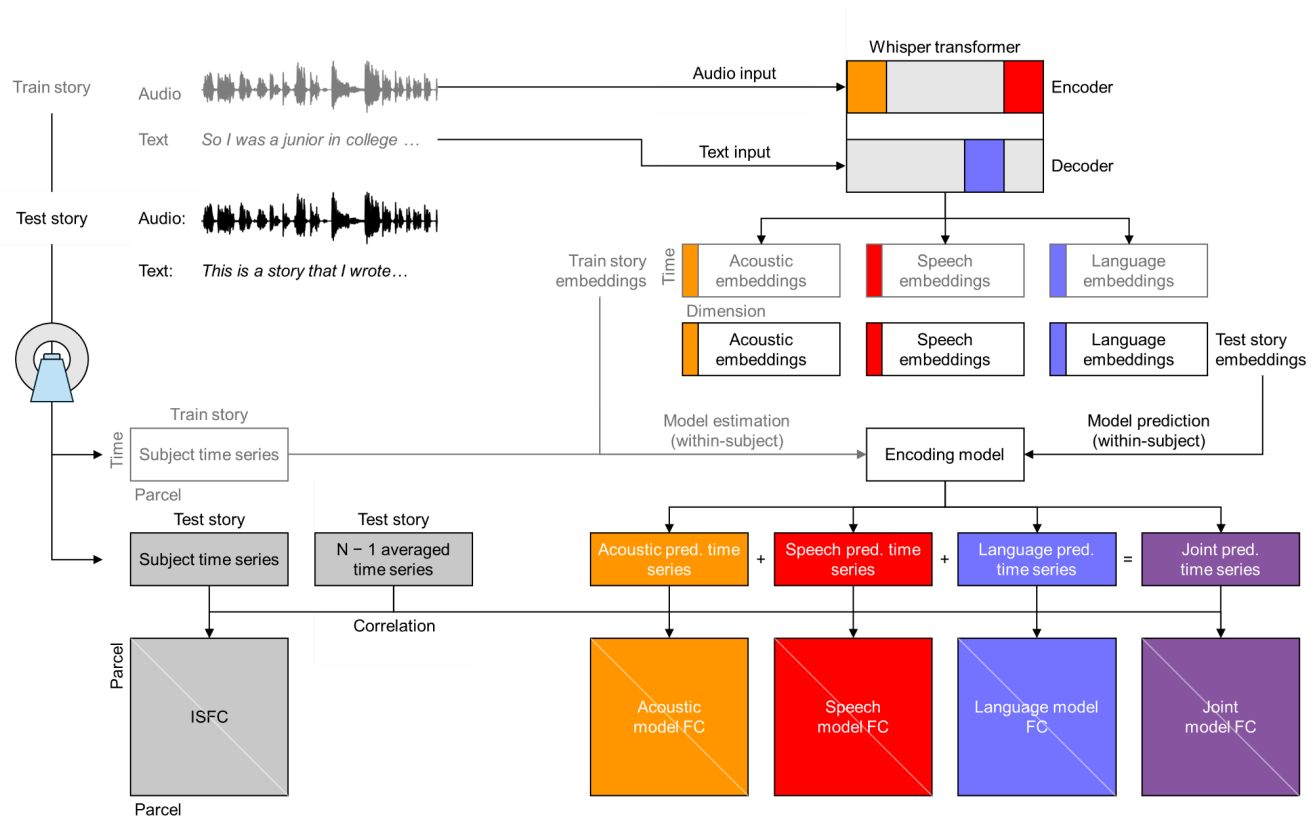 Whisper transformer
Train story
Audio
Audio input
Encoder
Text
So I was a junior in college …
Text input
Decoder
Test story
Audio:
Text:
This is a story that I wrote…
Train story
embeddings
Time
Acoustic
embeddings
Speech
embeddings
Language
embeddings
Dimension
Acoustic
embeddings
Speech
embeddings
Language
embeddings
Test story
embeddings
Train story
Time
Subject time series
Parcel
Model estimation
(within-subject)
Encoding model
Model prediction
(within-subject)
Test story
Subject time series
Test story
N − 1 averaged
time series
Acoustic pred. time
series
+
Speech pred. time
series
+
Language pred.
time series
=
Joint pred.
time series
Correlation
Parcel
ISFC
Parcel
Acoustic
model FC
Speech
model FC
Language model
FC
Joint
model FC